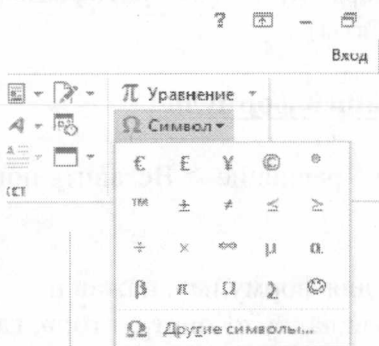 ?
Вход
π Уравнение
Ω Символ
€ £ ¥ © ®
™ ± ≠ ≤ ≥
÷ × ∞ µ α
β π Ω ∑ ☺
Ω Другие символы...